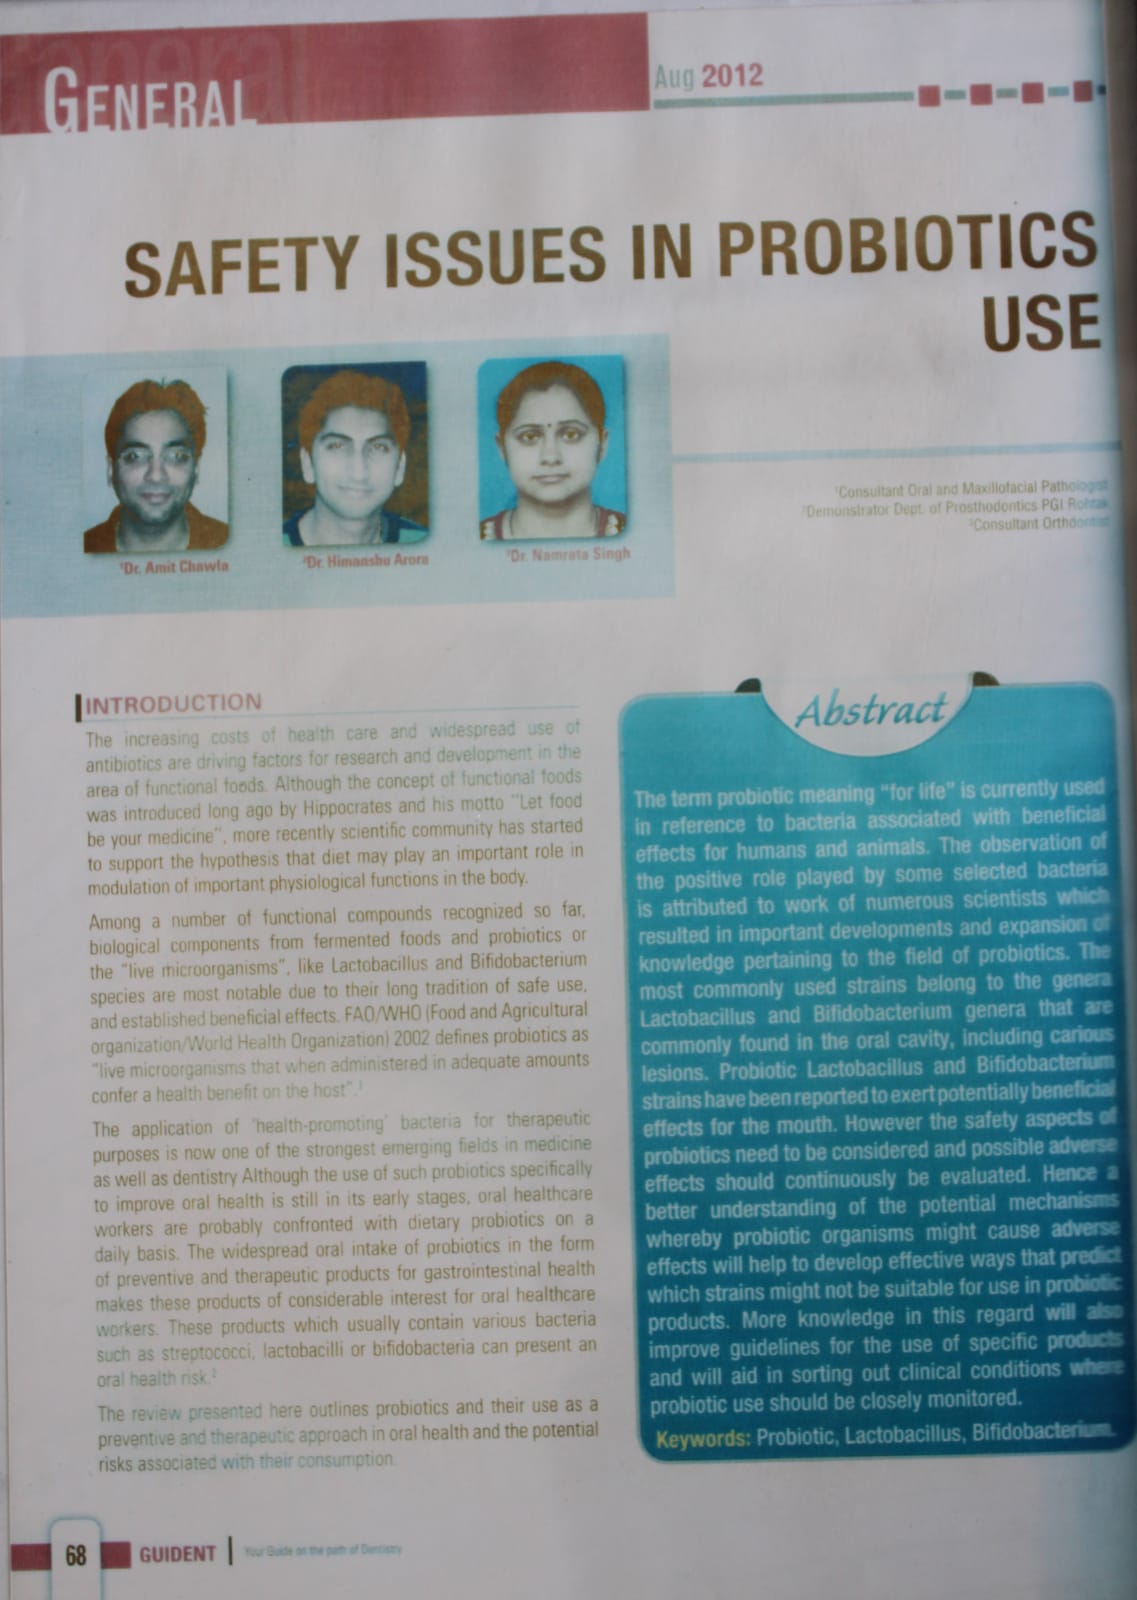 GENERAL
Aug 2012
SAFETY ISSUES IN PROBIOTICS
USE
¹Dr. Amit Chawla
²Dr. Himanshu Arora
³Dr. Namrata Singh
¹Consultant Oral and Maxillofacial Pathologist
²Demonstrator Dept. of Prosthodontics PGI Rohtak
³Consultant Orthdontist
INTRODUCTION
The increasing costs of health care and widespread use of
antibiotics are driving factors for research and development in the
area of functional foods. Although the concept of functional foods
was introduced long ago by Hippocrates and his motto "Let food
be your medicine", more recently scientific community has started
to support the hypothesis that diet may play an important role in
modulation of important physiological functions in the body.
Among a number of functional compounds recognized so far,
biological components from fermented foods and probiotics or
the "live microorganisms", like Lactobacillus and Bifidobacterium
species are most notable due to their long tradition of safe use,
and established beneficial effects. FAO/WHO (Food and Agricultural
organization/World Health Organization) 2002 defines probiotics as
"live microorganisms that when administered in adequate amounts
confer a health benefit on the host".¹
The application of 'health-promoting' bacteria for therapeutic
purposes is now one of the strongest emerging fields in medicine
as well as dentistry Although the use of such probiotics specifically
to improve oral health is still in its early stages, oral healthcare
workers are probably confronted with dietary probiotics on a
daily basis. The widespread oral intake of probiotics in the form
of preventive and therapeutic products for gastrointestinal health
makes these products of considerable interest for oral healthcare
workers. These products which usually contain various bacteria
such as streptococci, lactobacilli or bifidobacteria can present an
oral health risk.²
The review presented here outlines probiotics and their use as a
preventive and therapeutic approach in oral health and the potential
risks associated with their consumption.
Abstract
The term probiotic meaning "for life" is currently used
in reference to bacteria associated with beneficial
effects for humans and animals. The observation of
the positive role played by some selected bacteria
is attributed to work of numerous scientists which
resulted in important developments and expansion of
knowledge pertaining to the field of probiotics. The
most commonly used strains belong to the genera
Lactobacillus and Bifidobacterium genera that are
commonly found in the oral cavity, including carious
lesions. Probiotic Lactobacillus and Bifidobacterium
strains have been reported to exert potentially beneficial
effects for the mouth. However the safety aspects of
probiotics need to be considered and possible adverse
effects should continuously be evaluated. Hence a
better understanding of the potential mechanisms
whereby probiotic organisms might cause adverse
effects will help to develop effective ways that predict
which strains might not be suitable for use in probiotic
products. More knowledge in this regard will also
improve guidelines for the use of specific products
and will aid in sorting out clinical conditions where
probiotic use should be closely monitored.
Keywords: Probiotic, Lactobacillus, Bifidobacterium.
68 GUIDENT | Your Guide on the path of Dentistry